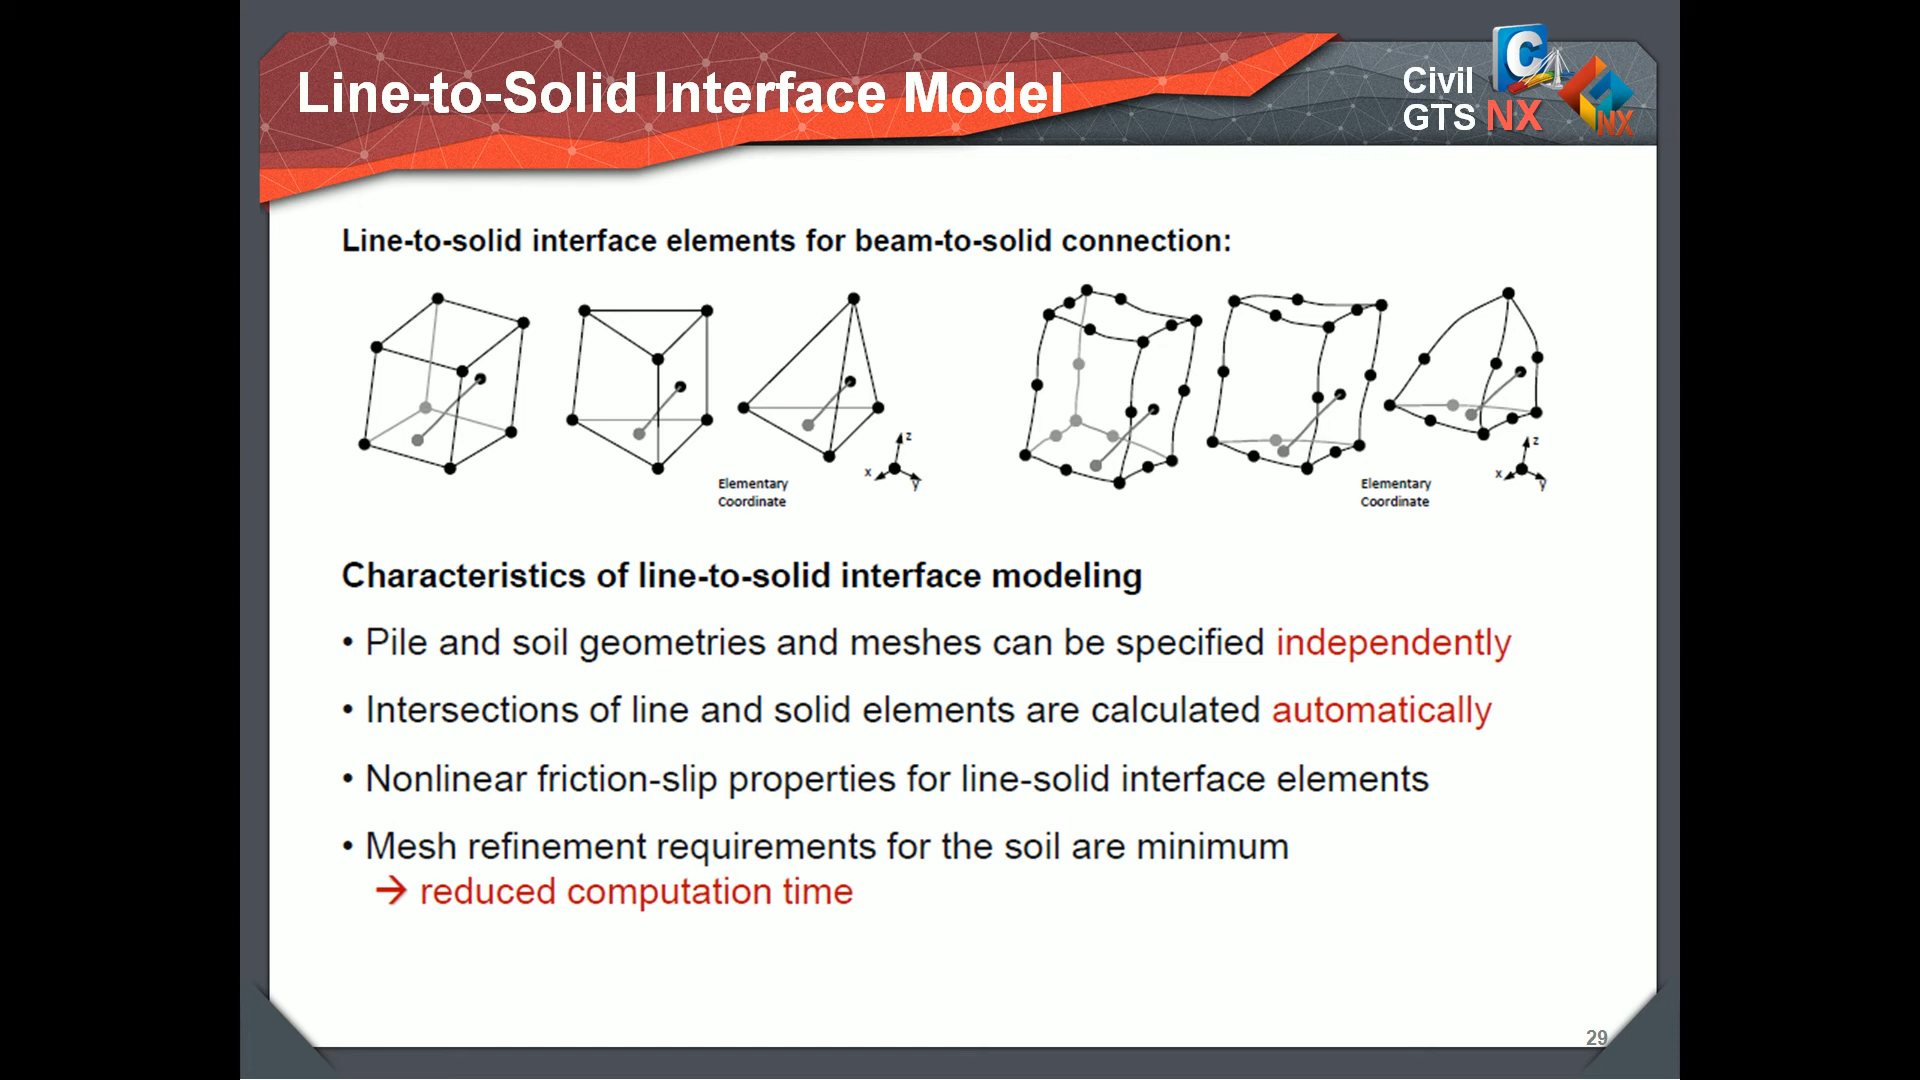 Line-to-Solid Interface Model
Civil
GTS NX
C
NX
Line-to-solid interface elements for beam-to-solid connection:
z
x
y
Elementary
Coordinate
z
x
y
Elementary
Coordinate
Characteristics of line-to-solid interface modeling
• Pile and soil geometries and meshes can be specified independently
• Intersections of line and solid elements are calculated automatically
• Nonlinear friction-slip properties for line-solid interface elements
• Mesh refinement requirements for the soil are minimum
→ reduced computation time
29